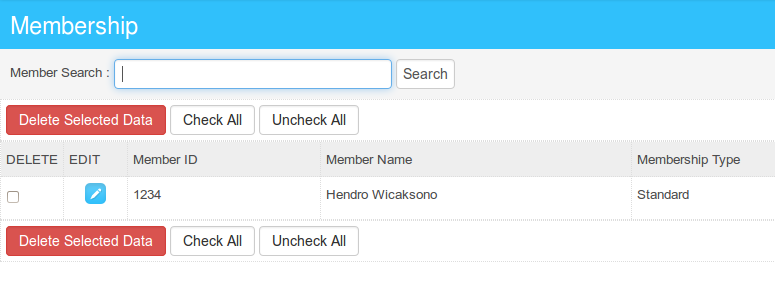 Membership
Member Search : Search
Delete Selected Data Check All Uncheck All
DELETE EDIT Member ID Member Name Membership Type
1234 Hendro Wicaksono Standard
Delete Selected Data Check All Uncheck All